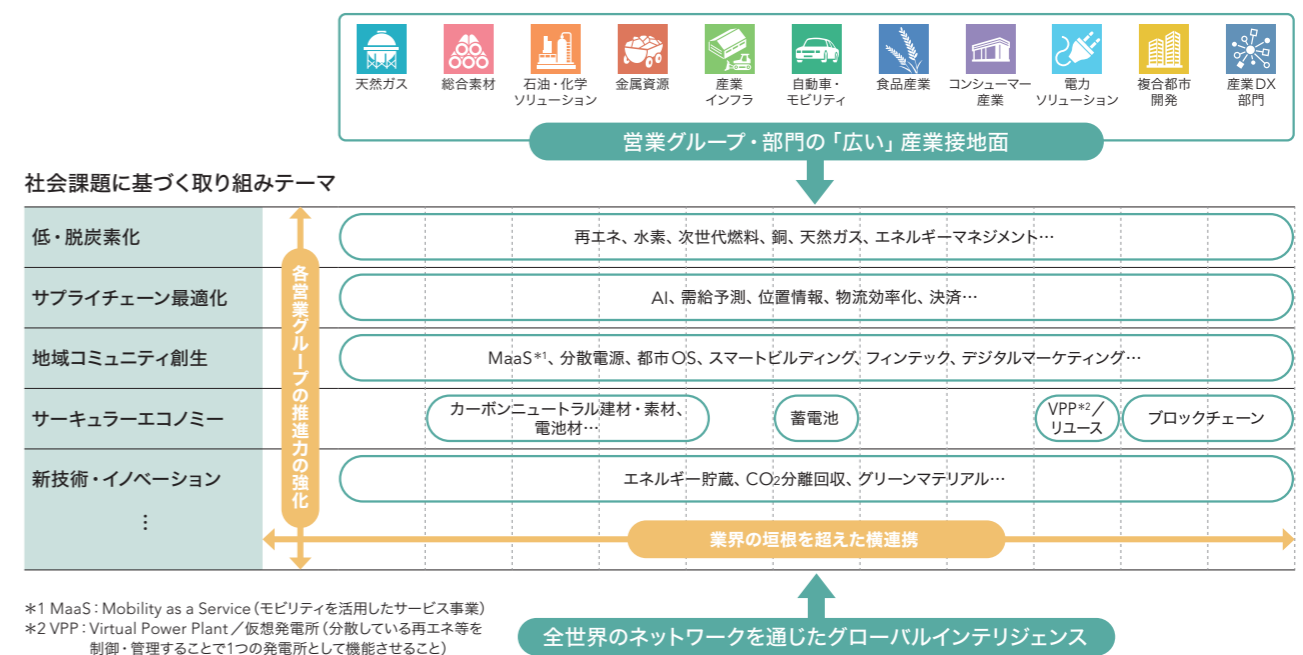 天然ガス
総合素材
石油・化学
ソリューション
金属資源
産業
インフラ
自動車・
モビリティ
食品産業
コンシューマー
産業
電力
ソリューション
複合都市
開発
産業DX
部門
営業グループ・部門の「広い」産業接地面
社会課題に基づく取り組みテーマ
各営業グループの推進力の強化
低・脱炭素化
再エネ、水素、次世代燃料、銅、天然ガス、エネルギーマネジメント…
サプライチェーン最適化
AI、需給予測、位置情報、物流効率化、決済…
地域コミュニティ創生
MaaS*1、分散電源、都市OS、スマートビルディング、フィンテック、デジタルマーケティング…
サーキュラーエコノミー
カーボンニュートラル建材・素材、
電池材…
蓄電池
VPP*2／
リユース
ブロックチェーン
新技術・イノベーション
エネルギー貯蔵、CO2分離回収、グリーンマテリアル…
⋮
業界の垣根を超えた横連携
*1 MaaS：Mobility as a Service（モビリティを活用したサービス事業）
*2 VPP：Virtual Power Plant／仮想発電所（分散している再エネ等を
制御・管理することで1つの発電所として機能させること）
全世界のネットワークを通じたグローバルインテリジェンス